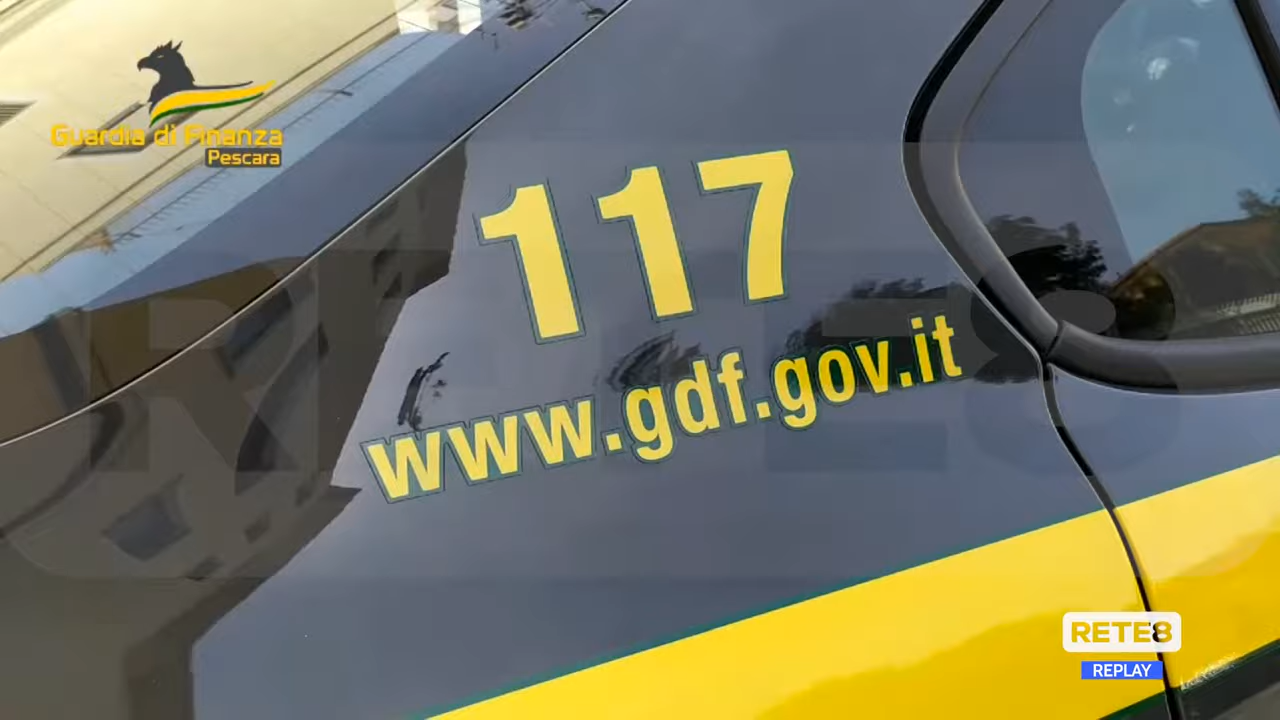 Guardia di Finanza
Pescara
117
www.gdf.gov.it
RETE8
REPLAY